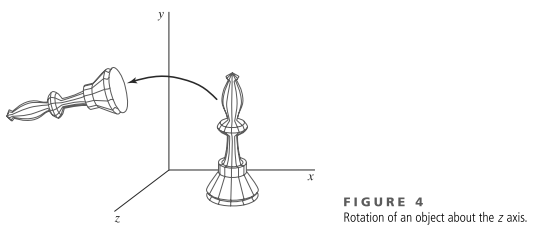 y
x
z
FIGURE 4
Rotation of an object about the z axis.